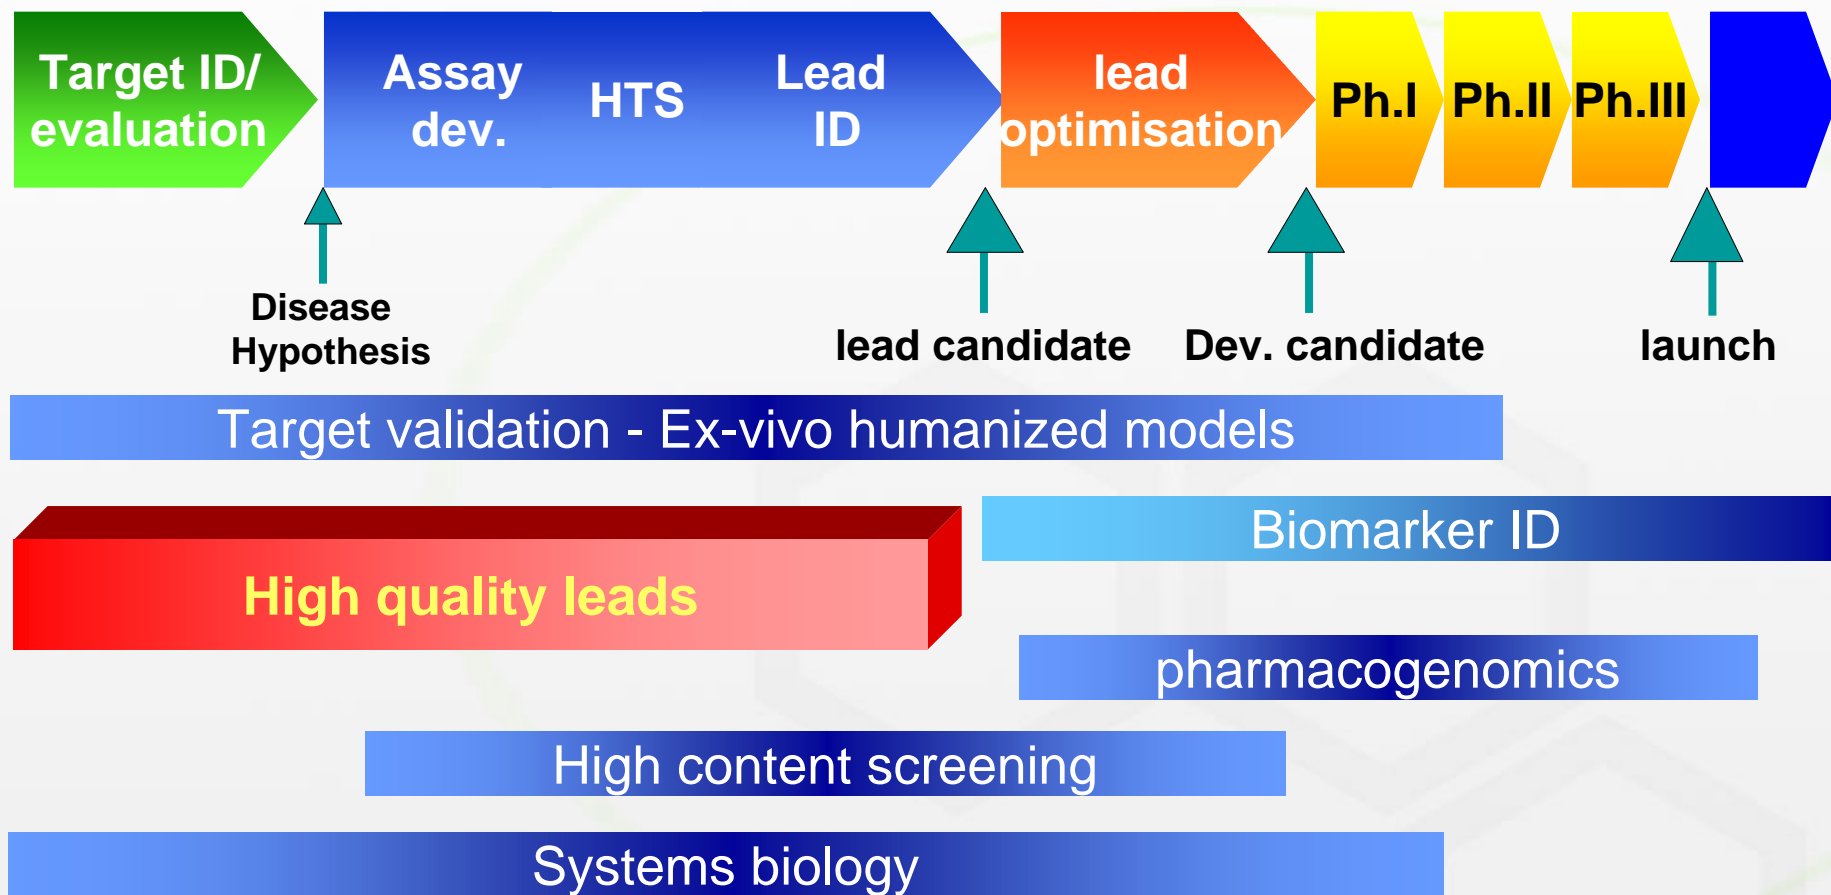 Target ID/
evaluation
Assay
dev.
HTS
Lead
ID
lead
optimisation
Ph.I
Ph.II
Ph.III
Disease
Hypothesis
lead candidate
Dev. candidate
launch
Target validation - Ex-vivo humanized models
Biomarker ID
High quality leads
pharmacogenomics
High content screening
Systems biology